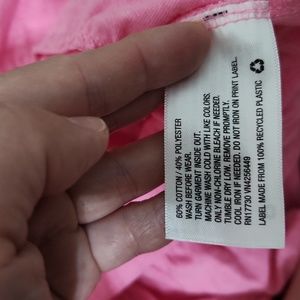 60% COTTON / 40% POLYESTER
WASH BEFORE WEAR.
TURN GARMENT INSIDE OUT.
MACHINE WASH COLD WITH LIKE COLORS.
ONLY NON-CHLORINE BLEACH IF NEEDED.
TUMBLE DRY LOW. REMOVE PROMPTLY.
COOL IRON IF NEEDED. DO NOT IRON ON PRINT LABEL.
RN17730 VN4256449
LABEL MADE FROM 100% RECYCLED PLASTIC